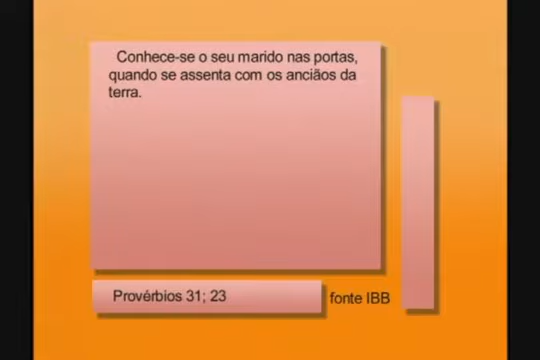 Conhece-se o seu marido nas portas,
quando se assenta com os anciãos da
terra.
Provérbios 31; 23
fonte IBB